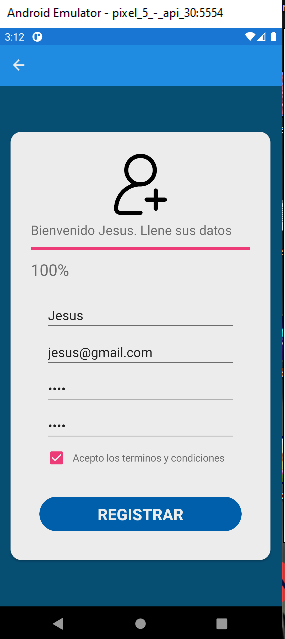 Android Emulator - pixel_5_-_api_30:5554
3:12
Bienvenido Jesus. Llene sus datos
100%
Jesus
jesus@gmail.com
••••
••••
Acepto los terminos y condiciones
REGISTRAR